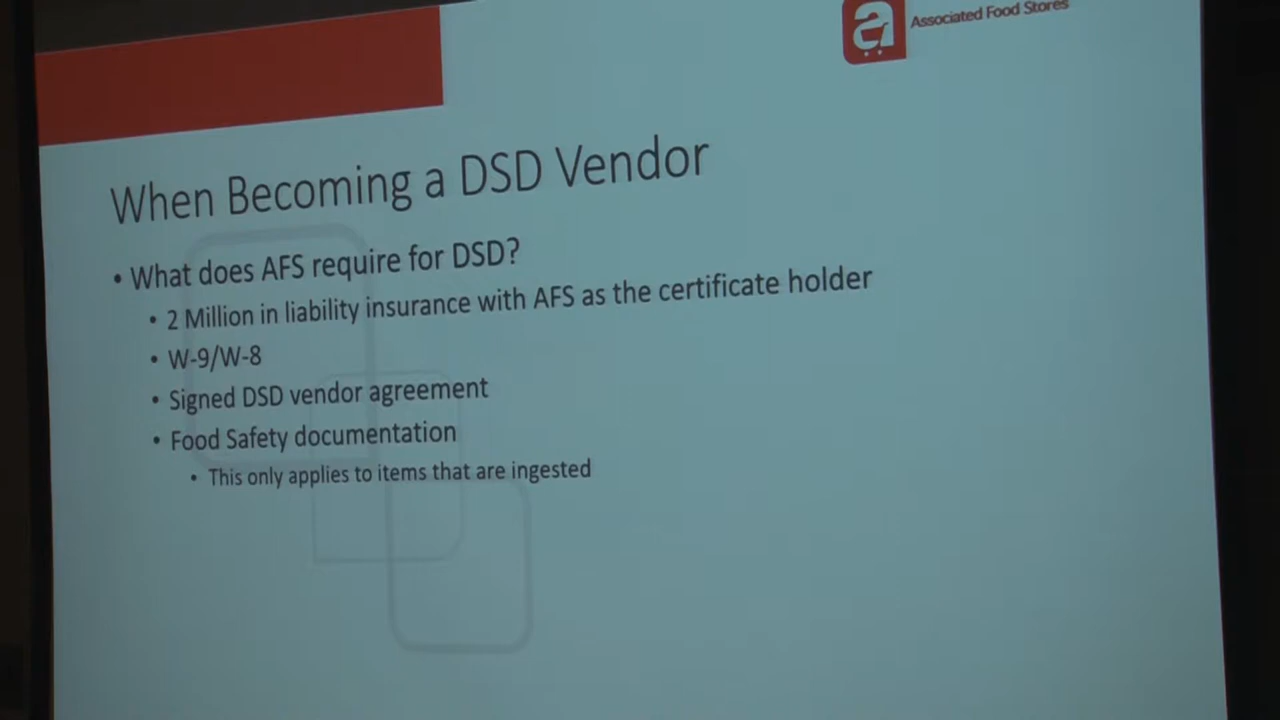 Associated Food Stores
When Becoming a DSD Vendor
• What does AFS require for DSD?
• 2 Million in liability insurance with AFS as the certificate holder
• W-9/W-8
• Signed DSD vendor agreement
• Food Safety documentation
• This only applies to items that are ingested